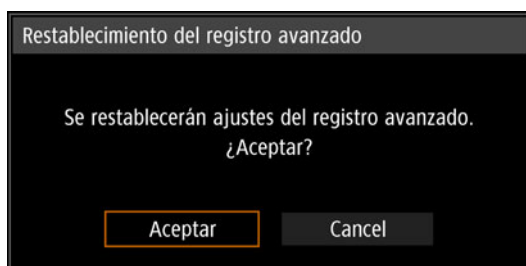 Restablecimiento del registro avanzado
Se restablecerán ajustes del registro avanzado.
¿Aceptar?
Aceptar
Cancel